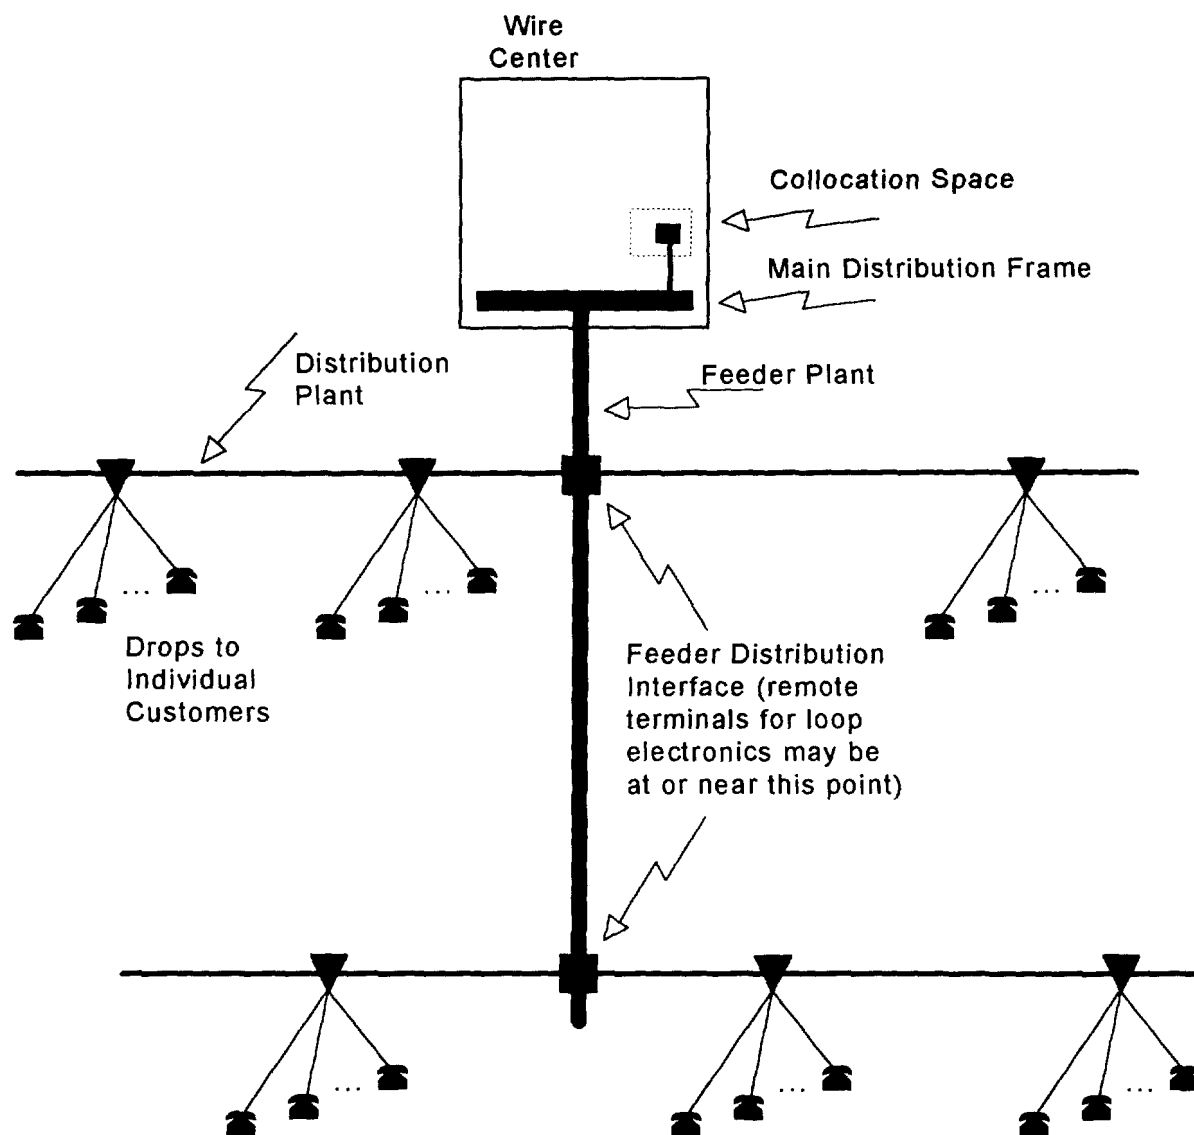 Wire
Center
Collocation Space
Main Distribution Frame
Distribution
Plant
Feeder Plant
...
...
...
Drops to
Individual
Customers
Feeder Distribution
Interface (remote
terminals for loop
electronics may be
at or near this point)
...
...
...